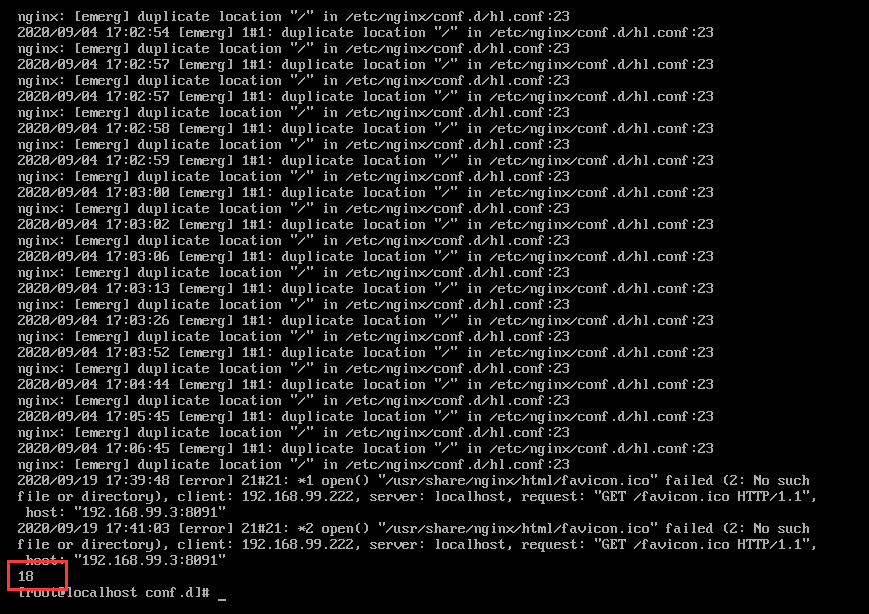 nginx: [emerg] duplicate location "/" in /etc/nginx/conf.d/hl.conf:23
2020/09/04 17:02:54 [emerg] 1#1: duplicate location "/" in /etc/nginx/conf.d/hl.conf:23
nginx: [emerg] duplicate location "/" in /etc/nginx/conf.d/hl.conf:23
2020/09/04 17:02:57 [emerg] 1#1: duplicate location "/" in /etc/nginx/conf.d/hl.conf:23
nginx: [emerg] duplicate location "/" in /etc/nginx/conf.d/hl.conf:23
2020/09/04 17:02:57 [emerg] 1#1: duplicate location "/" in /etc/nginx/conf.d/hl.conf:23
nginx: [emerg] duplicate location "/" in /etc/nginx/conf.d/hl.conf:23
2020/09/04 17:02:58 [emerg] 1#1: duplicate location "/" in /etc/nginx/conf.d/hl.conf:23
nginx: [emerg] duplicate location "/" in /etc/nginx/conf.d/hl.conf:23
2020/09/04 17:02:59 [emerg] 1#1: duplicate location "/" in /etc/nginx/conf.d/hl.conf:23
nginx: [emerg] duplicate location "/" in /etc/nginx/conf.d/hl.conf:23
2020/09/04 17:03:00 [emerg] 1#1: duplicate location "/" in /etc/nginx/conf.d/hl.conf:23
nginx: [emerg] duplicate location "/" in /etc/nginx/conf.d/hl.conf:23
2020/09/04 17:03:02 [emerg] 1#1: duplicate location "/" in /etc/nginx/conf.d/hl.conf:23
nginx: [emerg] duplicate location "/" in /etc/nginx/conf.d/hl.conf:23
2020/09/04 17:03:06 [emerg] 1#1: duplicate location "/" in /etc/nginx/conf.d/hl.conf:23
nginx: [emerg] duplicate location "/" in /etc/nginx/conf.d/hl.conf:23
2020/09/04 17:03:13 [emerg] 1#1: duplicate location "/" in /etc/nginx/conf.d/hl.conf:23
nginx: [emerg] duplicate location "/" in /etc/nginx/conf.d/hl.conf:23
2020/09/04 17:03:26 [emerg] 1#1: duplicate location "/" in /etc/nginx/conf.d/hl.conf:23
nginx: [emerg] duplicate location "/" in /etc/nginx/conf.d/hl.conf:23
2020/09/04 17:03:52 [emerg] 1#1: duplicate location "/" in /etc/nginx/conf.d/hl.conf:23
nginx: [emerg] duplicate location "/" in /etc/nginx/conf.d/hl.conf:23
2020/09/04 17:04:44 [emerg] 1#1: duplicate location "/" in /etc/nginx/conf.d/hl.conf:23
nginx: [emerg] duplicate location "/" in /etc/nginx/conf.d/hl.conf:23
2020/09/04 17:05:45 [emerg] 1#1: duplicate location "/" in /etc/nginx/conf.d/hl.conf:23
nginx: [emerg] duplicate location "/" in /etc/nginx/conf.d/hl.conf:23
2020/09/04 17:06:45 [emerg] 1#1: duplicate location "/" in /etc/nginx/conf.d/hl.conf:23
nginx: [emerg] duplicate location "/" in /etc/nginx/conf.d/hl.conf:23
2020/09/19 17:39:48 [error] 21#21: *1 open() "/usr/share/nginx/html/favicon.ico" failed (2: No such
file or directory), client: 192.168.99.222, server: localhost, request: "GET /favicon.ico HTTP/1.1",
host: "192.168.99.3:8091"
2020/09/19 17:41:03 [error] 21#21: *2 open() "/usr/share/nginx/html/favicon.ico" failed (2: No such
file or directory), client: 192.168.99.222, server: localhost, request: "GET /favicon.ico HTTP/1.1",
host: "192.168.99.3:8091"
18
[root@localhost conf.d]# _